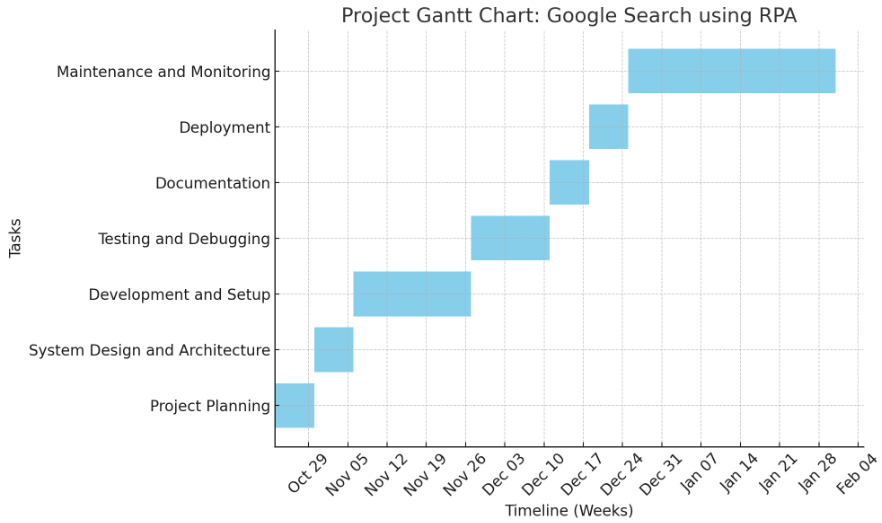 Project Gantt Chart: Google Search using RPA
Maintenance and Monitoring
Deployment
Documentation
Testing and Debugging
Development and Setup
System Design and Architecture
Project Planning
Tasks
Oct 29
Nov 05
Nov 12
Nov 19
Nov 26
Dec 03
Dec 10
Dec 17
Dec 24
Dec 31
Jan 07
Jan 14
Jan 21
Jan 28
Feb 04
Timeline (Weeks)